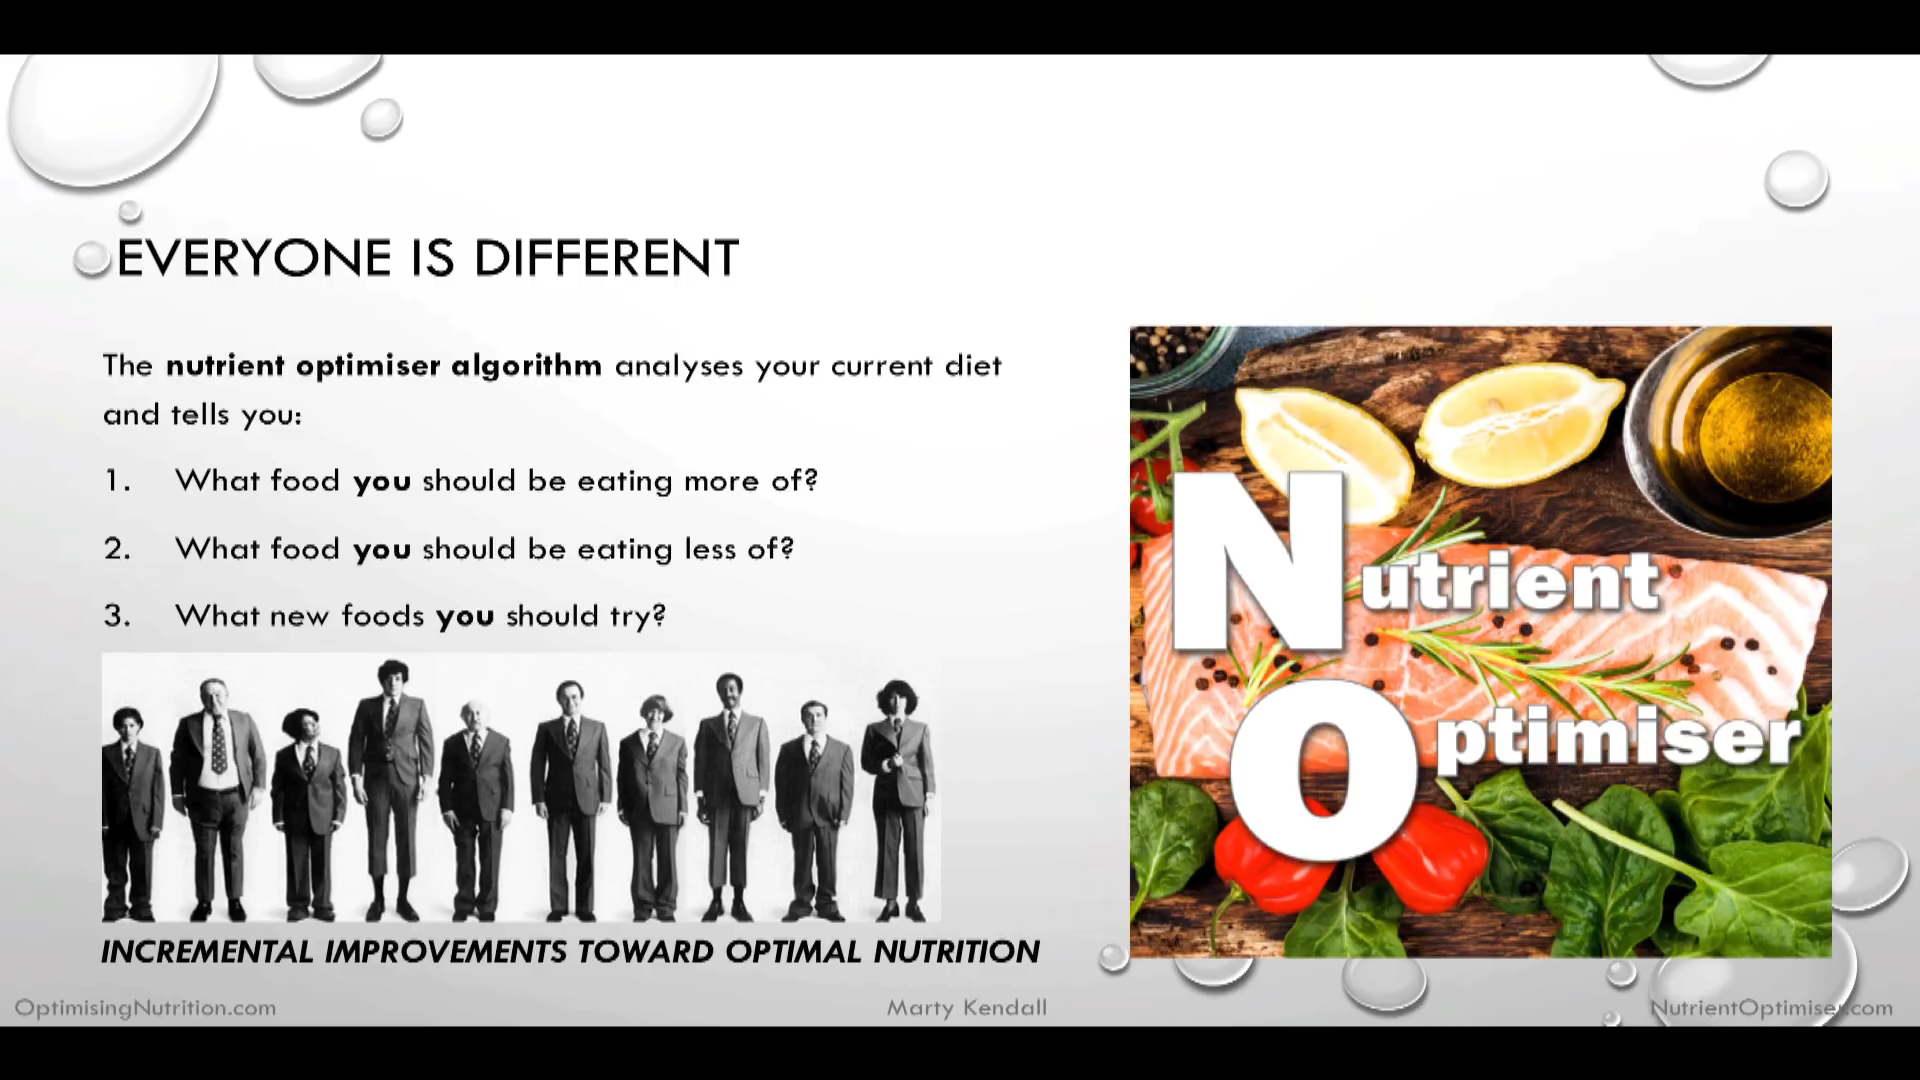 EVERYONE IS DIFFERENT
The nutrient optimiser algorithm analyses your current diet
and tells you:
1. What food you should be eating more of?
2. What food you should be eating less of?
3. What new foods you should try?
INCREMENTAL IMPROVEMENTS TOWARD OPTIMAL NUTRITION
Nutrient
Optimiser
OptimisingNutrition.com
Marty Kendall
NutrientOptimiser.com